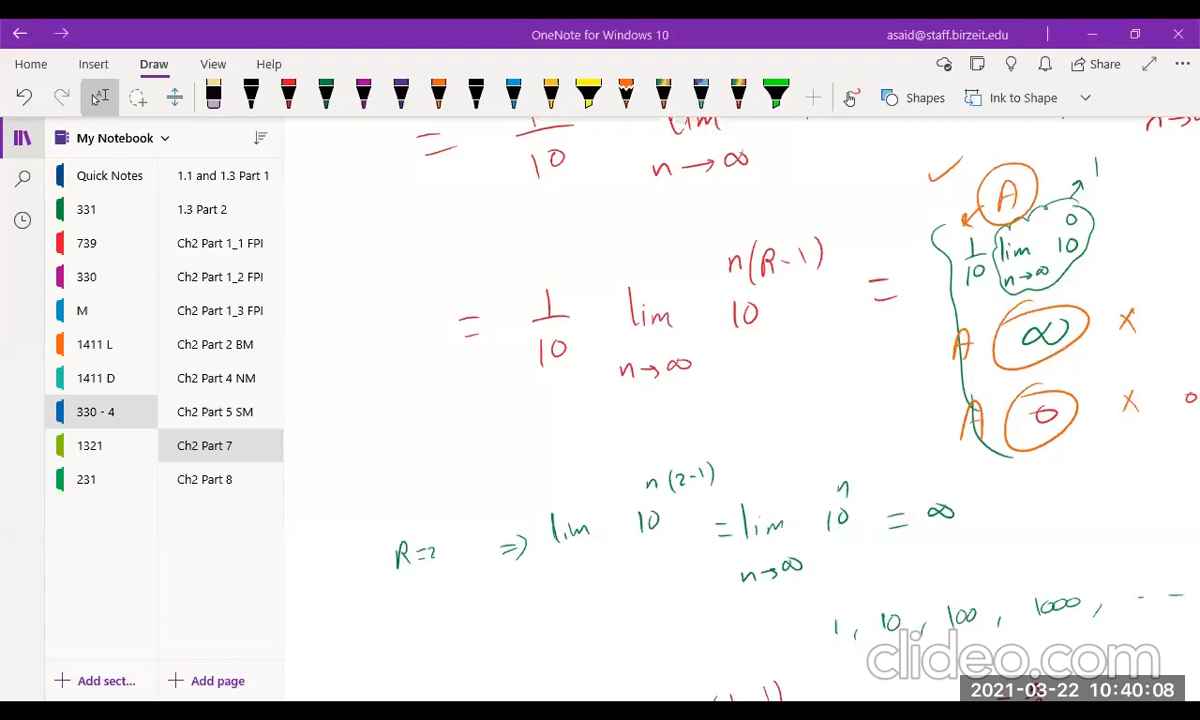 OneNote for Windows 10
asaid@staff.birzeit.edu
Home Insert Draw View Help
Share
Shapes
Ink to Shape
My Notebook
Quick Notes
331
739
330
M
1411 L
1411 D
330 - 4
1321
231
1.1 and 1.3 Part 1
1.3 Part 2
Ch2 Part 1_1 FPI
Ch2 Part 1_2 FPI
Ch2 Part 1_3 FPI
Ch2 Part 2 BM
Ch2 Part 4 NM
Ch2 Part 5 SM
Ch2 Part 7
Ch2 Part 8
Add sect...
Add page
= 1/10 lim n→∞
= 1/10 lim n→∞ 10^n(R-1) =
A
1/10 lim n→∞ 10^0
1
A ∞ ×
A 0 × 0
R=2 => lim 10^n(2-1) = lim n→∞ 10^n = ∞
1, 10, 100, 1000, . -
clideo.com
2021-03-22 10:40:08